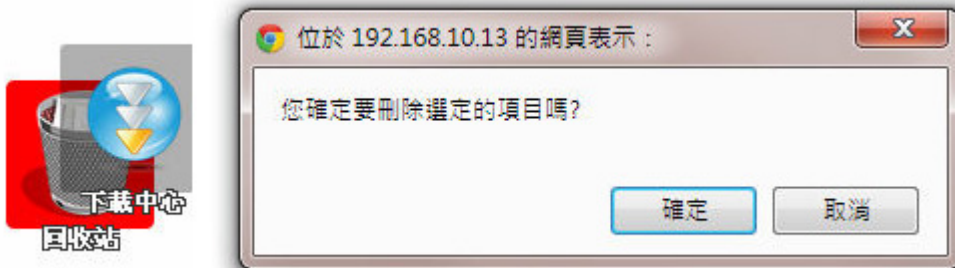 下載中心
回收站
位於 192.168.10.13 的網頁表示：
您確定要刪除選定的項目嗎？
確定
取消